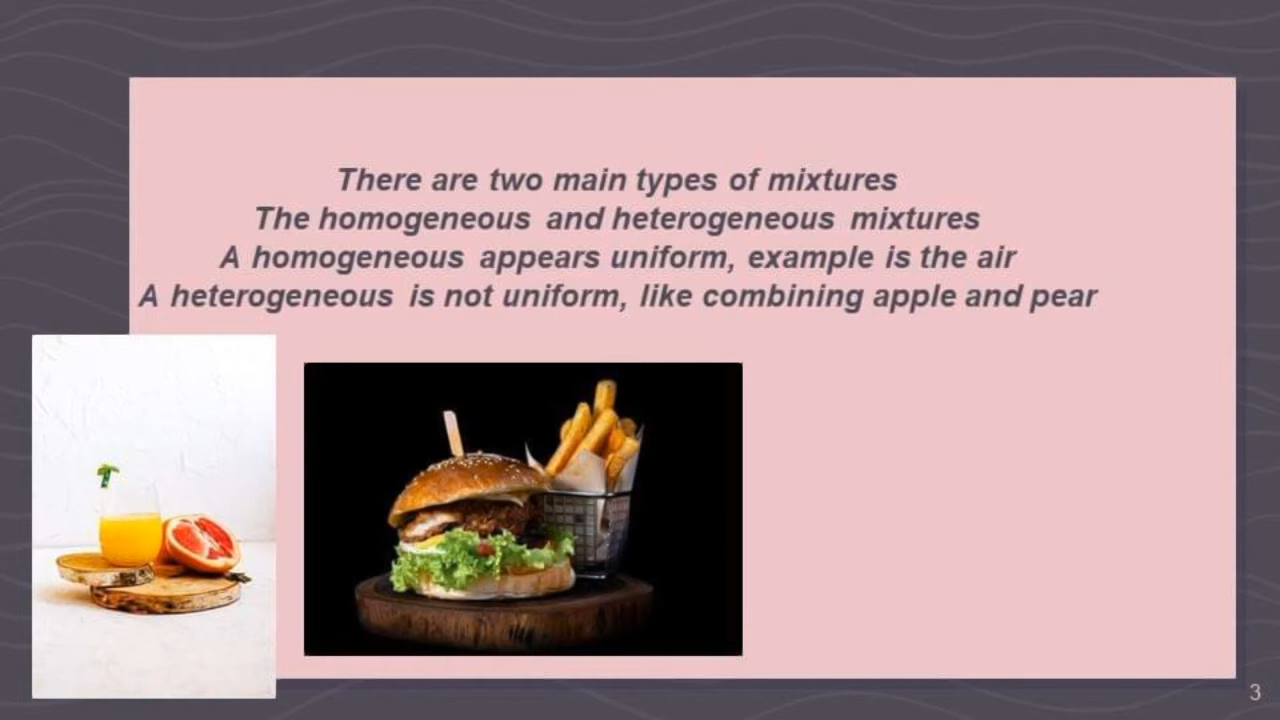 There are two main types of mixtures
The homogeneous and heterogeneous mixtures
A homogeneous appears uniform, example is the air
A heterogeneous is not uniform, like combining apple and pear
3